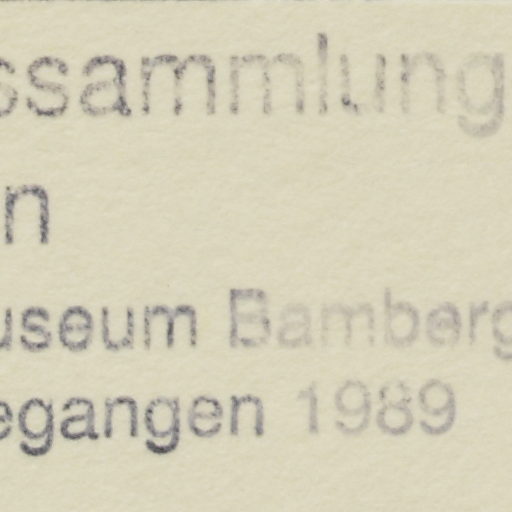 ssammlung
n
useum Bamberg
egangen 1989